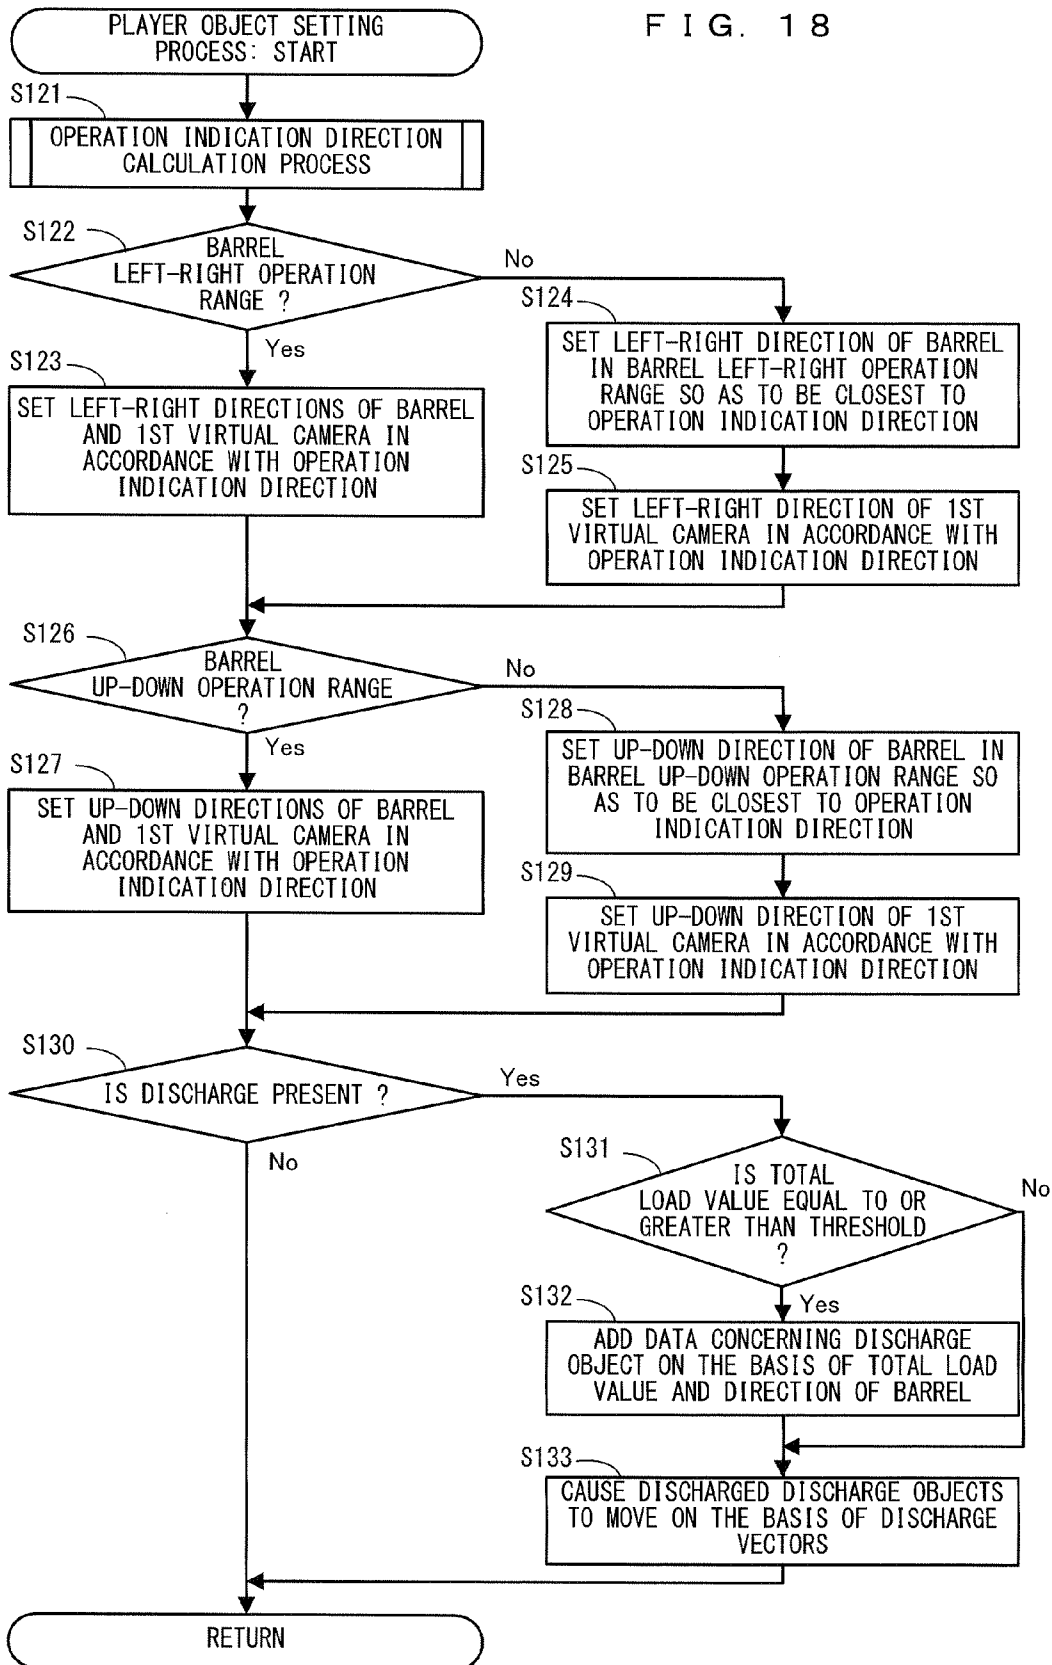 FIG. 18
PLAYER OBJECT SETTING
PROCESS: START
S121
OPERATION INDICATION DIRECTION
CALCULATION PROCESS
S122
BARREL
LEFT-RIGHT OPERATION
RANGE ?
No
Yes
S123
SET LEFT-RIGHT DIRECTIONS OF BARREL
AND 1ST VIRTUAL CAMERA IN
ACCORDANCE WITH OPERATION
INDICATION DIRECTION
S124
SET LEFT-RIGHT DIRECTION OF BARREL
IN BARREL LEFT-RIGHT OPERATION
RANGE SO AS TO BE CLOSEST TO
OPERATION INDICATION DIRECTION
S125
SET LEFT-RIGHT DIRECTION OF 1ST
VIRTUAL CAMERA IN ACCORDANCE WITH
OPERATION INDICATION DIRECTION
S126
BARREL
UP-DOWN OPERATION RANGE
?
No
Yes
S127
SET UP-DOWN DIRECTIONS OF BARREL
AND 1ST VIRTUAL CAMERA IN
ACCORDANCE WITH OPERATION
INDICATION DIRECTION
S128
SET UP-DOWN DIRECTION OF BARREL IN
BARREL UP-DOWN OPERATION RANGE SO
AS TO BE CLOSEST TO OPERATION
INDICATION DIRECTION
S129
SET UP-DOWN DIRECTION OF 1ST
VIRTUAL CAMERA IN ACCORDANCE WITH
OPERATION INDICATION DIRECTION
S130
IS DISCHARGE PRESENT ?
Yes
No
S131
IS TOTAL
LOAD VALUE EQUAL TO OR
GREATER THAN THRESHOLD
?
No
Yes
S132
ADD DATA CONCERNING DISCHARGE
OBJECT ON THE BASIS OF TOTAL LOAD
VALUE AND DIRECTION OF BARREL
S133
CAUSE DISCHARGED DISCHARGE OBJECTS
TO MOVE ON THE BASIS OF DISCHARGE
VECTORS
RETURN